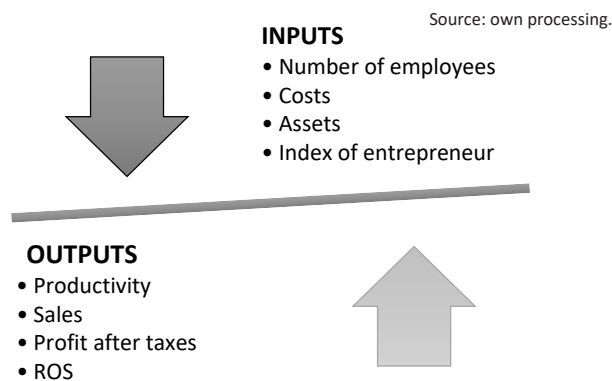 Source: own processing.
INPUTS
• Number of employees
• Costs
• Assets
• Index of entrepreneur
OUTPUTS
• Productivity
• Sales
• Profit after taxes
• ROS